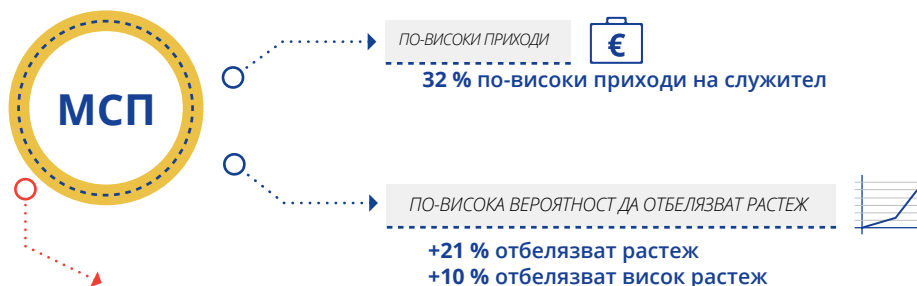 МСП
ПО-ВИСОКИ ПРИХОДИ
€
32 % по-високи приходи на служител
ПО-ВИСОКА ВЕРОЯТНОСТ ДА ОТБЕЛЯЗВАТ РАСТЕЖ
+21 % отбелязват растеж
+10 % отбелязват висок растеж